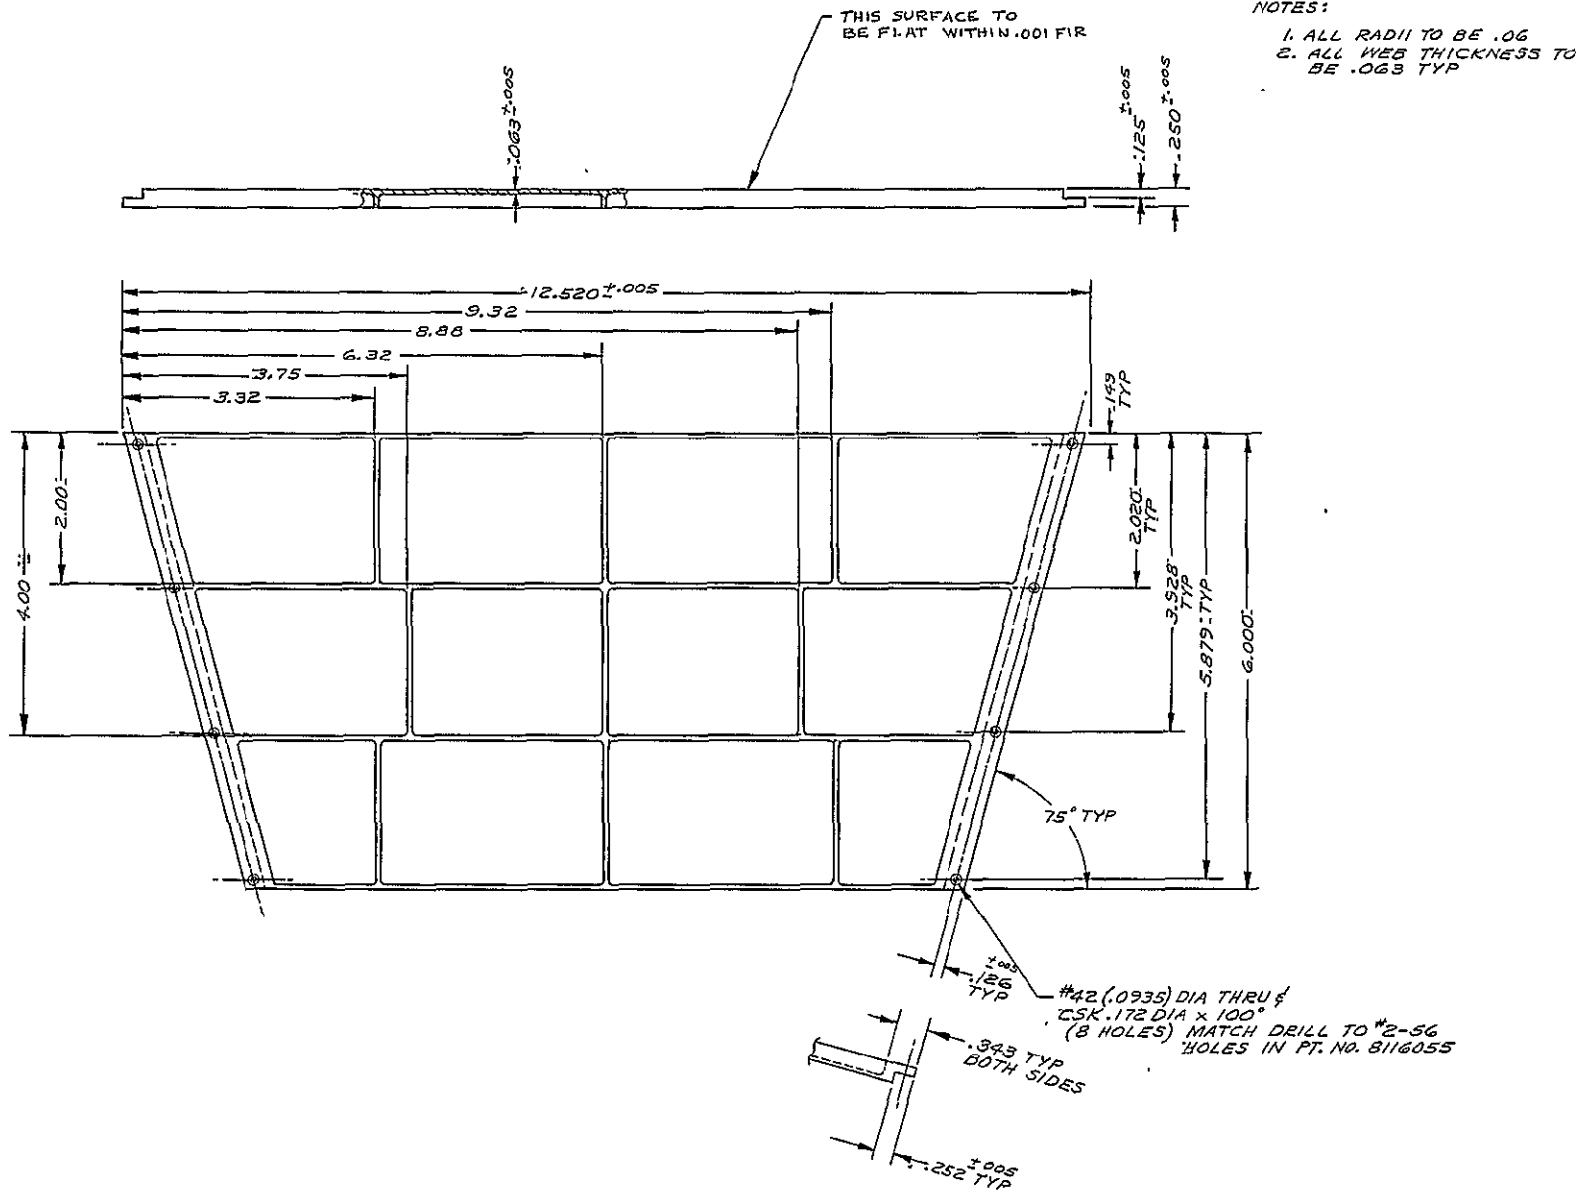 THIS SURFACE TO
BE FLAT WITHIN .001 FIR
NOTES:
1. ALL RADII TO BE .06
2. ALL WEB THICKNESS TO
BE .063 TYP
.063 ±.005
.125 ±.005
.250 ±.005
12.520 ±.005
9.32
8.88
6.32
3.75
3.32
.149
TYP
2.00
4.00
2.020
TYP
3.928
TYP
5.879 TYP
6.000
75° TYP
±005
.126
TYP
#42 (.0935) DIA THRU &
CSK .172 DIA x 100°
(8 HOLES) MATCH DRILL TO #2-56
HOLES IN PT. NO. 8116055
.343 TYP
BOTH SIDES
.252 ±005
TYP